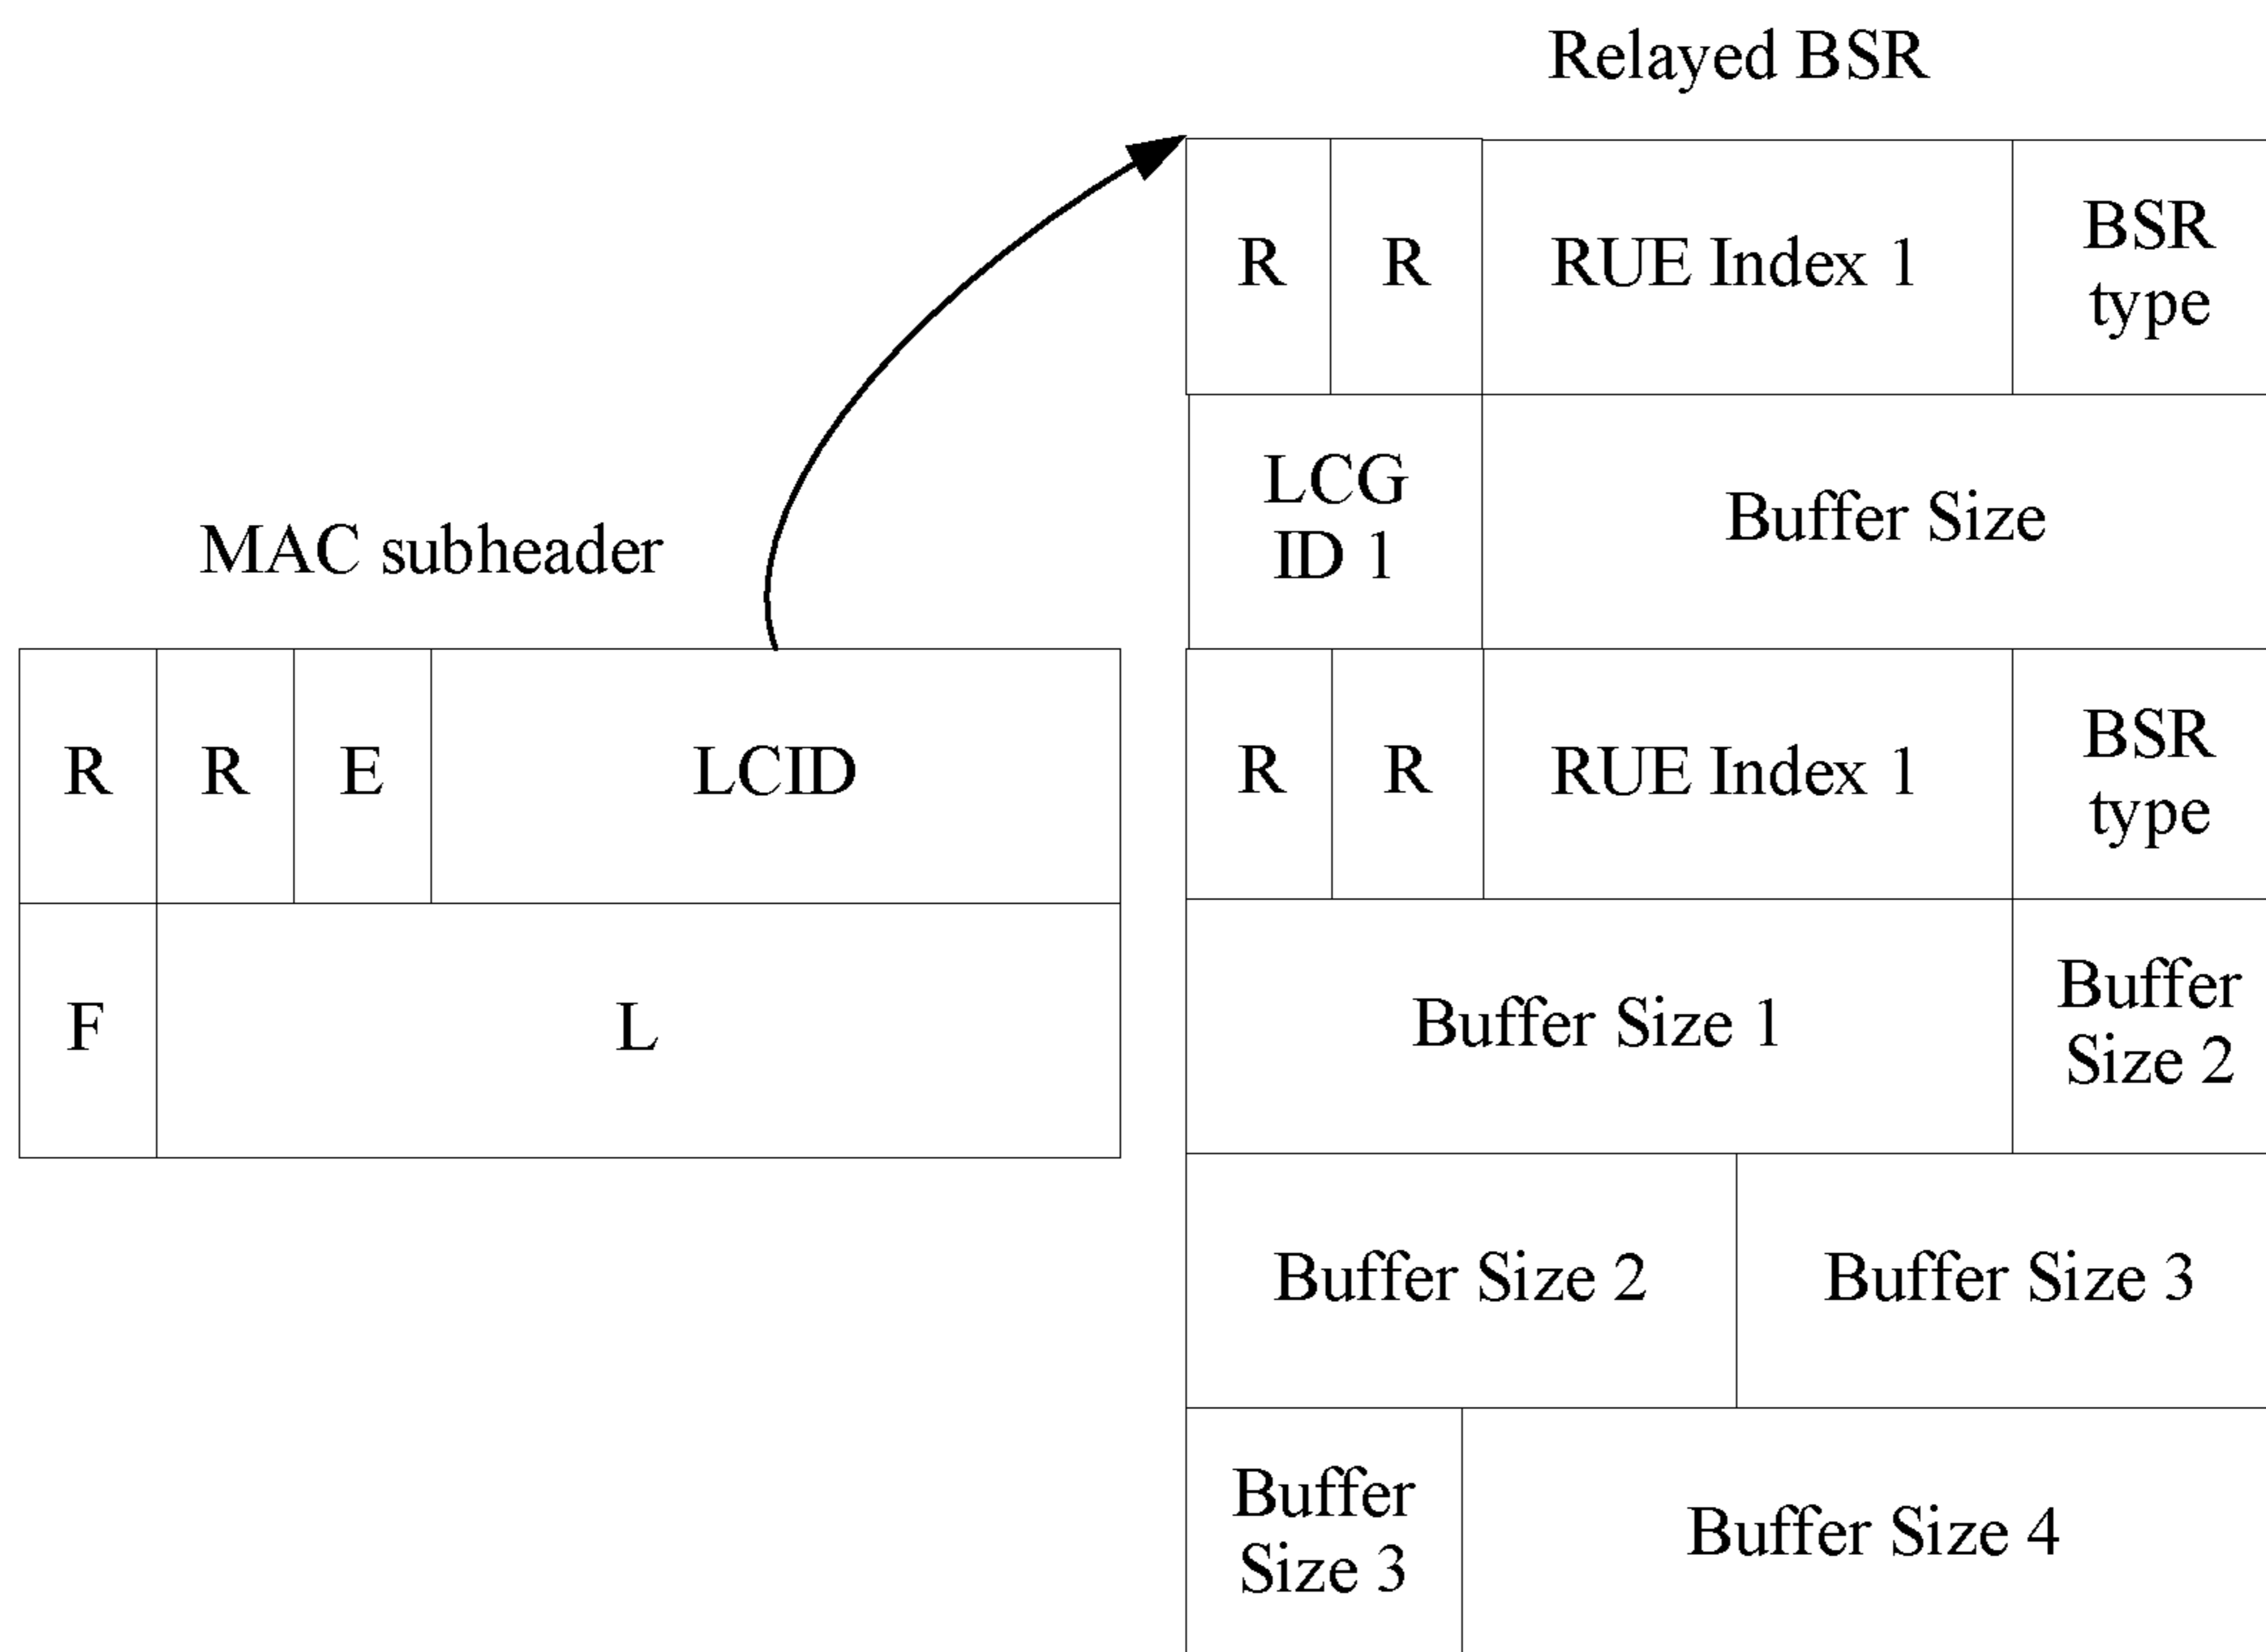 Relayed BSR
R R RUE Index 1 BSR
type
LCG
ID 1 Buffer Size
MAC subheader
R R E LCID
F L
R R RUE Index 1 BSR
type
Buffer Size 1 Buffer
Size 2
Buffer Size 2 Buffer Size 3
Buffer
Size 3 Buffer Size 4